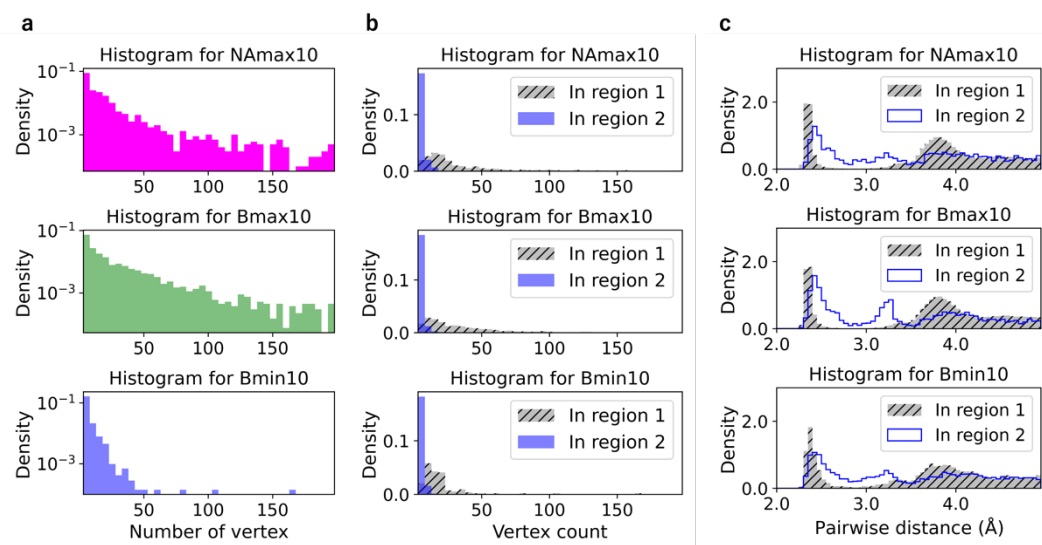 a
b
c
Histogram for NAmax10
10⁻¹
10⁻³
Density
50
100
150
Histogram for Bmax10
10⁻¹
10⁻³
Density
50
100
150
Histogram for Bmin10
10⁻¹
10⁻³
Density
50
100
150
Number of vertex
Histogram for NAmax10
0.1
0.0
Density
In region 1
In region 2
50
100
150
Histogram for Bmax10
0.1
0.0
Density
In region 1
In region 2
50
100
150
Histogram for Bmin10
0.1
0.0
Density
In region 1
In region 2
50
100
150
Vertex count
Histogram for NAmax10
2.0
0.0
Density
In region 1
In region 2
2.0
3.0
4.0
Histogram for Bmax10
2.0
0.0
Density
In region 1
In region 2
2.0
3.0
4.0
Histogram for Bmin10
2.0
0.0
Density
In region 1
In region 2
2.0
3.0
4.0
Pairwise distance (Å)